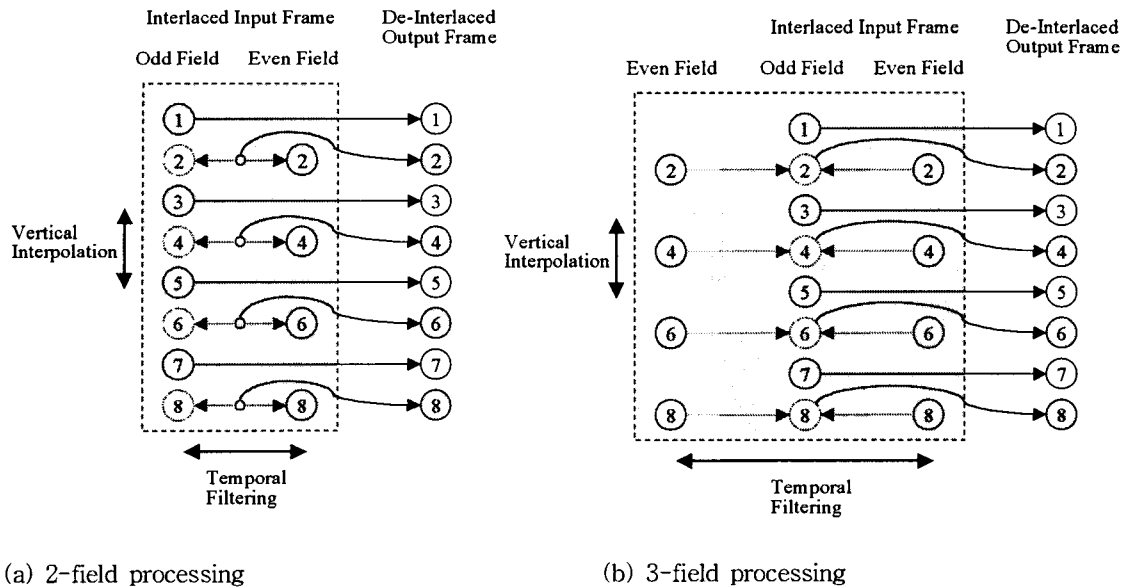 Interlaced Input Frame
De-Interlaced
Output Frame
Odd Field
Even Field
1
1
2
2
2
3
3
Vertical
Interpolation
4
4
4
5
5
6
6
6
7
7
8
8
8
Temporal
Filtering
(a) 2-field processing
Interlaced Input Frame
De-Interlaced
Output Frame
Even Field
Odd Field
Even Field
1
1
2
2
2
2
3
3
Vertical
Interpolation
4
4
4
4
5
5
6
6
6
6
7
7
8
8
8
8
Temporal
Filtering
(b) 3-field processing